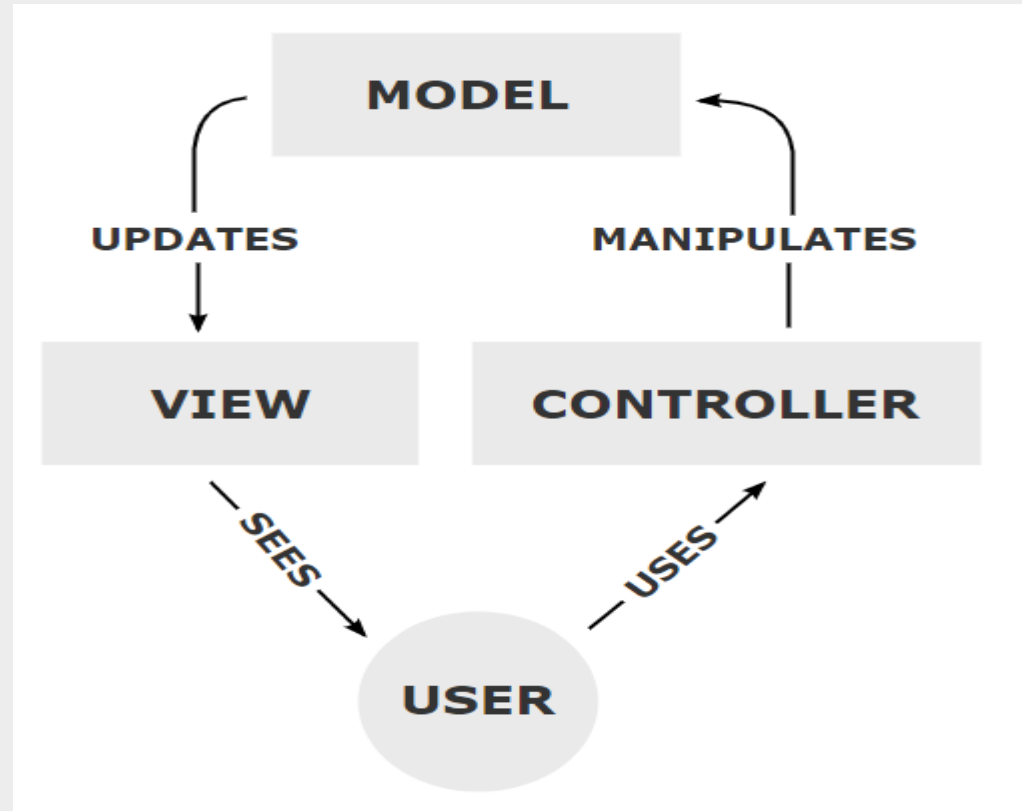 MODEL
UPDATES
MANIPULATES
VIEW
CONTROLLER
SEES
USES
USER